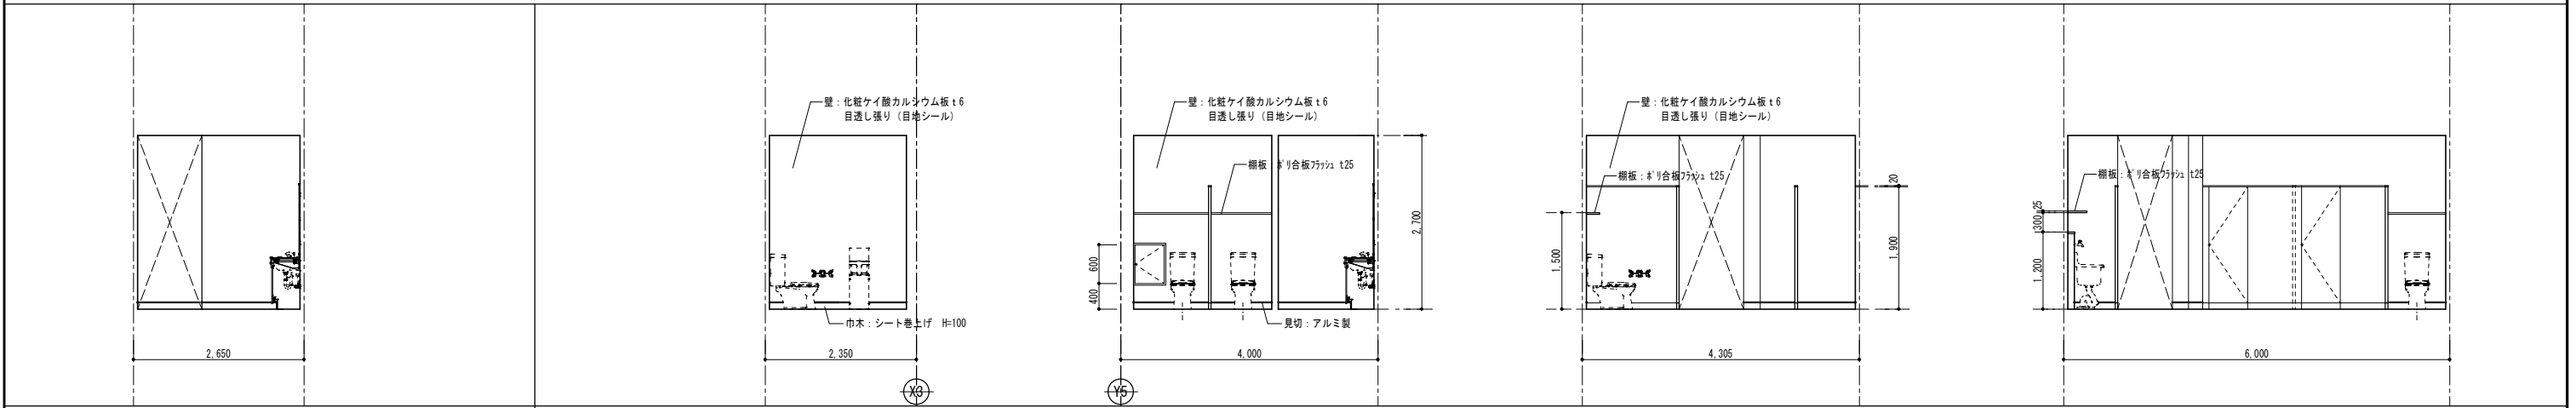 2,650
壁：化粧ケイ酸カルシウム板ｔ6
目透し張り（目地シール）
巾木：シート巻上げ　H=100
2,350
X3
壁：化粧ケイ酸カルシウム板ｔ6
目透し張り（目地シール）
棚板：ﾎﾟﾘ合板ﾌﾗｯｼｭ t25
600
400
2,700
見切：アルミ製
4,000
Y5
壁：化粧ケイ酸カルシウム板ｔ6
目透し張り（目地シール）
棚板：ﾎﾟﾘ合板ﾌﾗｯｼｭ t25
1,500
20
1,900
4,305
棚板：ﾎﾟﾘ合板ﾌﾗｯｼｭ t25
25
300
1,200
6,000